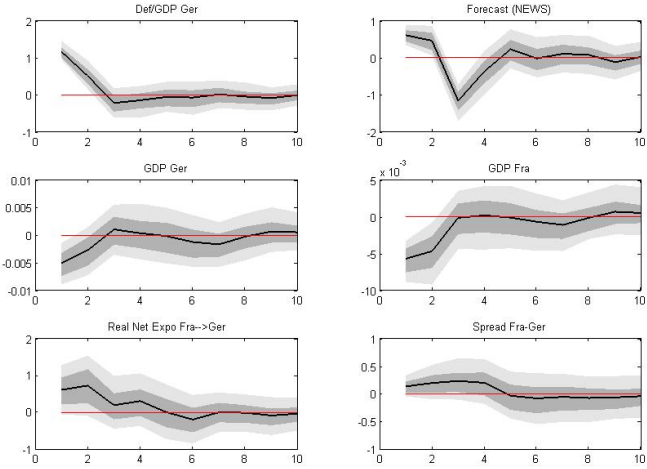 Def/GDP Ger
2
1
0
-1
0 2 4 6 8 10
Forecast (NEWS)
1
0
-1
-2
0 2 4 6 8 10
GDP Ger
0.01
0.005
0
-0.005
-0.01
0 2 4 6 8 10
GDP Fra
x 10^-3
5
0
-5
-10
0 2 4 6 8 10
Real Net Expo Fra-->Ger
2
1
0
-1
0 2 4 6 8 10
Spread Fra-Ger
1
0.5
0
-0.5
-1
0 2 4 6 8 10